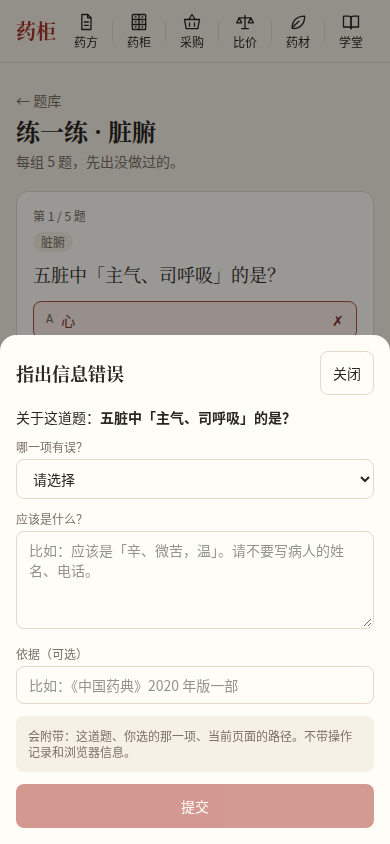 药柜
药方
药柜
采购
比价
药材
学堂
← 题库
练一练 · 脏腑
每组 5 题，先出没做过的。
第 1 / 5 题
脏腑
五脏中「主气、司呼吸」的是？
A 心 ✗
指出信息错误
关闭
关于这道题：五脏中「主气、司呼吸」的是？
哪一项有误？
请选择
应该是什么？
比如：应该是「辛、微苦，温」。请不要写病人的姓
名、电话。
依据（可选）
比如：《中国药典》2020 年版一部
会附带：这道题、你选的那一项、当前页面的路径。不带操作
记录和浏览器信息。
提交